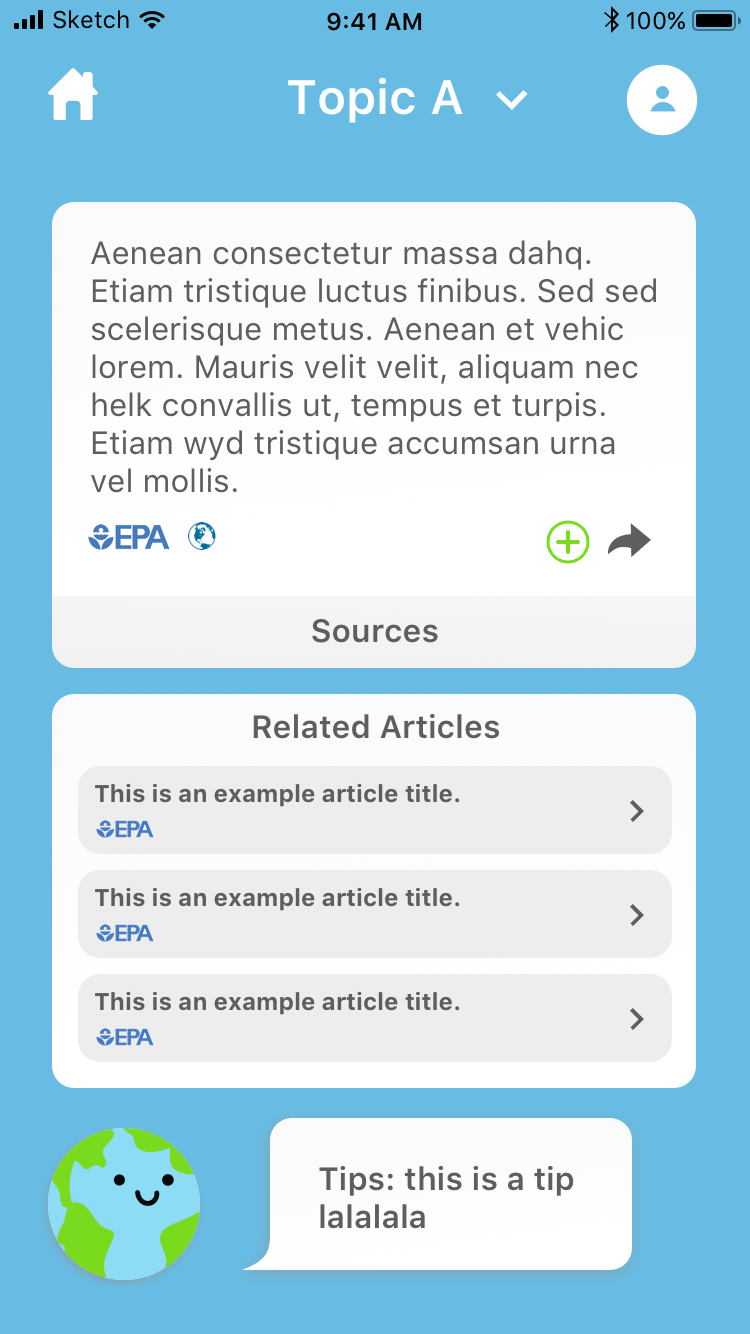 Sketch 9:41 AM 100%
Topic A
Aenean consectetur massa dahq.
Etiam tristique luctus finibus. Sed sed
scelerisque metus. Aenean et vehic
lorem. Mauris velit velit, aliquam nec
helk convallis ut, tempus et turpis.
Etiam wyd tristique accumsan urna
vel mollis.
EPA
Sources
Related Articles
This is an example article title.
EPA
This is an example article title.
EPA
This is an example article title.
EPA
Tips: this is a tip
lalalala